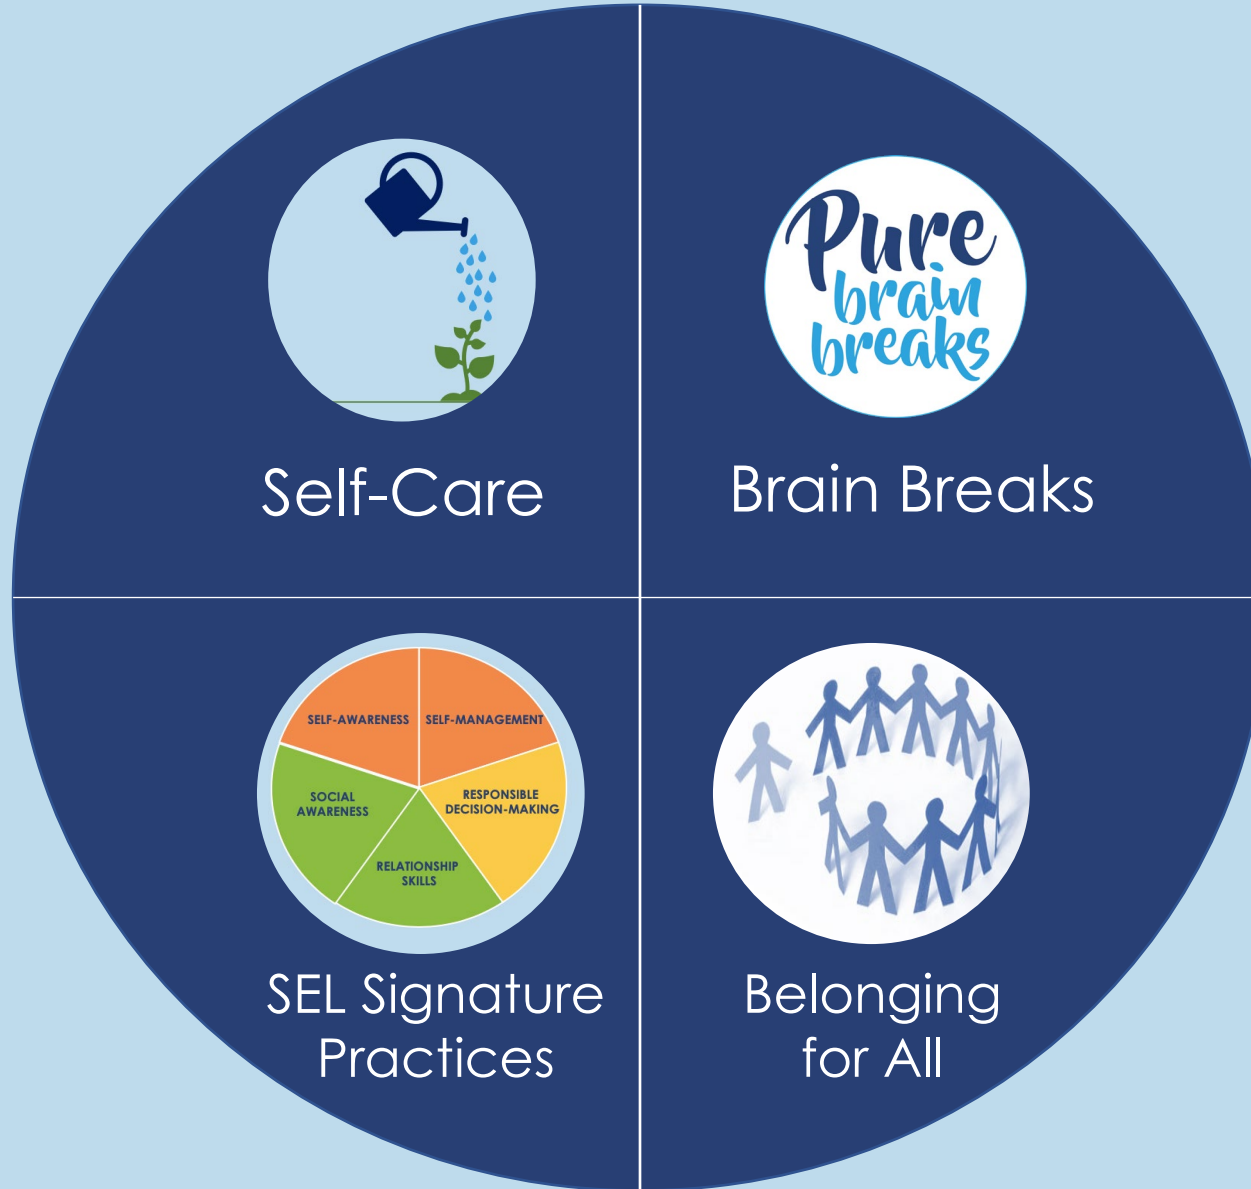 Pure
brain
breaks
Self-Care
Brain Breaks
SELF-AWARENESS
SELF-MANAGEMENT
SOCIAL
AWARENESS
RESPONSIBLE
DECISION-MAKING
RELATIONSHIP
SKILLS
SEL Signature
Practices
Belonging
for All